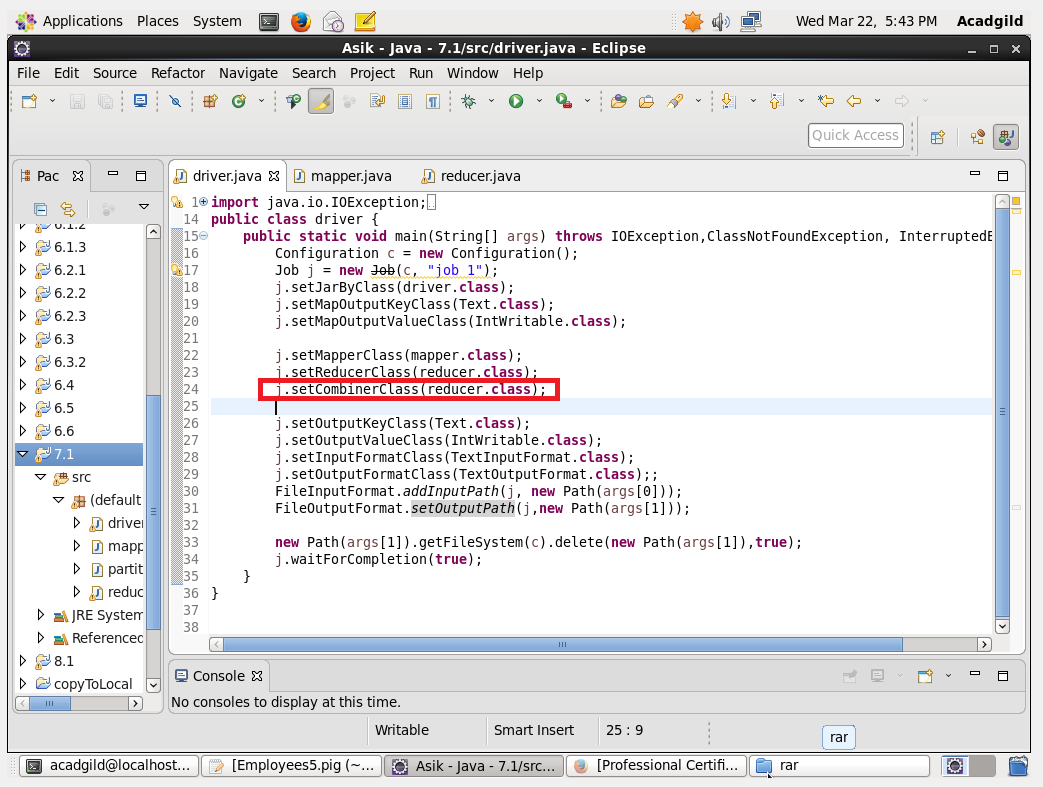 Applications Places System Wed Mar 22, 5:43 PM Acadgild
Asik - Java - 7.1/src/driver.java - Eclipse
File Edit Source Refactor Navigate Search Project Run Window Help
Quick Access
Pac
6.1.2
6.1.3
6.2.1
6.2.2
6.2.3
6.3
6.3.2
6.4
6.5
6.6
7.1
src
(default
driver
mapp
partit
reduc
JRE System
Referenced
8.1
copyToLocal
driver.java mapper.java reducer.java
1 import java.io.IOException;
14 public class driver {
15 public static void main(String[] args) throws IOException,ClassNotFoundException, InterruptedE
16 Configuration c = new Configuration();
17 Job j = new Job(c, "job 1");
18 j.setJarByClass(driver.class);
19 j.setMapOutputKeyClass(Text.class);
20 j.setMapOutputValueClass(IntWritable.class);
21
22 j.setMapperClass(mapper.class);
23 j.setReducerClass(reducer.class);
24 j.setCombinerClass(reducer.class);
25
26 j.setOutputKeyClass(Text.class);
27 j.setOutputValueClass(IntWritable.class);
28 j.setInputFormatClass(TextInputFormat.class);
29 j.setOutputFormatClass(TextOutputFormat.class);;
30 FileInputFormat.addInputPath(j, new Path(args[0]));
31 FileOutputFormat.setOutputPath(j,new Path(args[1]));
32
33 new Path(args[1]).getFileSystem(c).delete(new Path(args[1]),true);
34 j.waitForCompletion(true);
35 }
36 }
37
38
Console
No consoles to display at this time.
Writable Smart Insert 25 : 9
rar
acadgild@localhost... [Employees5.pig (~... Asik - Java - 7.1/src... [Professional Certifi... rar